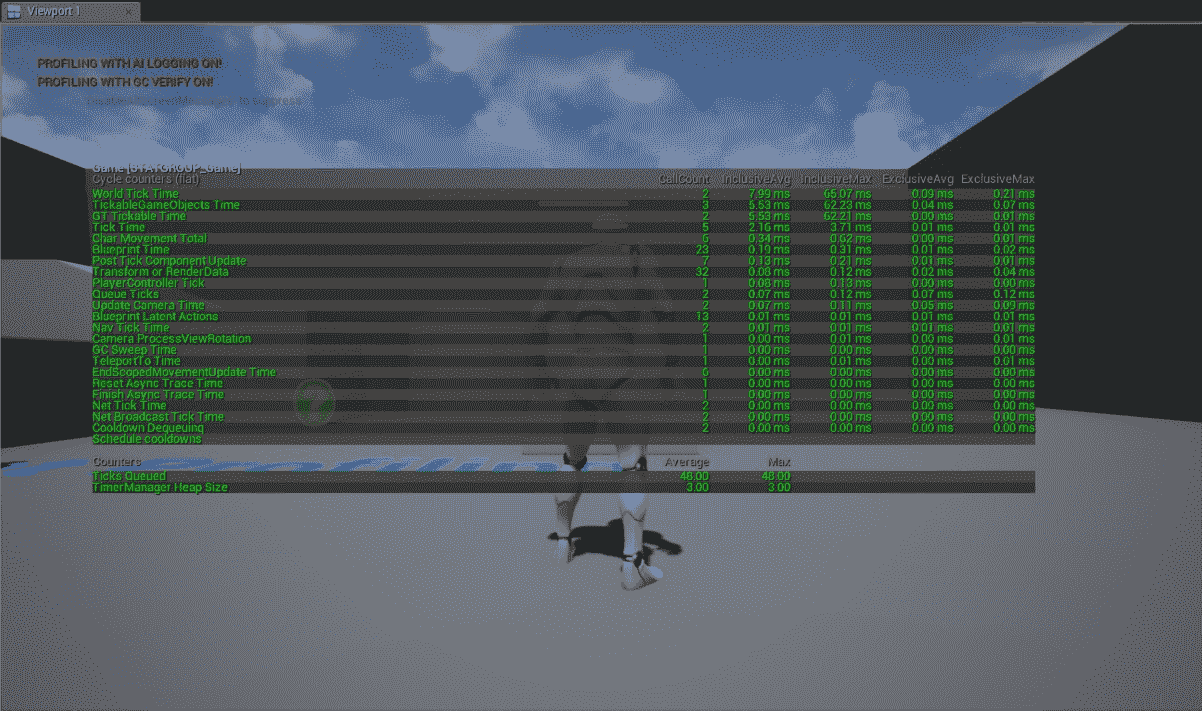 Viewport 1
PROFILING WITH AI LOGGING ON!
PROFILING WITH GC VERIFY ON!
to suppress
Game [STATGROUP_Game]
Cycle counters (flat) CallCount InclusiveAvg InclusiveMax ExclusiveAvg ExclusiveMax
World Tick Time 2 7.99 ms 65.07 ms 0.09 ms 0.21 ms
TickableGameObjects Time 3 5.53 ms 62.23 ms 0.04 ms 0.07 ms
GT Tickable Time 2 5.53 ms 62.21 ms 0.00 ms 0.01 ms
Tick Time 5 2.16 ms 3.71 ms 0.01 ms 0.01 ms
Char Movement Total 6 0.34 ms 0.62 ms 0.00 ms 0.01 ms
Blueprint Time 23 0.19 ms 0.31 ms 0.01 ms 0.02 ms
Post Tick Component Update 7 0.13 ms 0.21 ms 0.01 ms 0.01 ms
Transform or RenderData 32 0.08 ms 0.12 ms 0.02 ms 0.04 ms
PlayerController Tick 1 0.08 ms 0.13 ms 0.00 ms 0.00 ms
Queue Ticks 2 0.07 ms 0.12 ms 0.07 ms 0.12 ms
Update Camera Time 2 0.07 ms 0.11 ms 0.05 ms 0.09 ms
Blueprint Latent Actions 13 0.01 ms 0.01 ms 0.01 ms 0.01 ms
Nav Tick Time 2 0.01 ms 0.01 ms 0.01 ms 0.01 ms
Camera ProcessViewRotation 1 0.00 ms 0.01 ms 0.00 ms 0.01 ms
GC Sweep Time 1 0.00 ms 0.00 ms 0.00 ms 0.00 ms
TeleportTo Time 1 0.00 ms 0.01 ms 0.00 ms 0.01 ms
EndScopedMovementUpdate Time 6 0.00 ms 0.00 ms 0.00 ms 0.00 ms
Reset Async Trace Time 1 0.00 ms 0.00 ms 0.00 ms 0.00 ms
Finish Async Trace Time 1 0.00 ms 0.00 ms 0.00 ms 0.00 ms
Net Tick Time 2 0.00 ms 0.00 ms 0.00 ms 0.00 ms
Net Broadcast Tick Time 2 0.00 ms 0.00 ms 0.00 ms 0.00 ms
Cooldown Dequeuing 2 0.00 ms 0.00 ms 0.00 ms 0.00 ms
Schedule cooldowns
Counters Average Max
Ticks Queued 48.00 48.00
TimerManager Heap Size 3.00 3.00